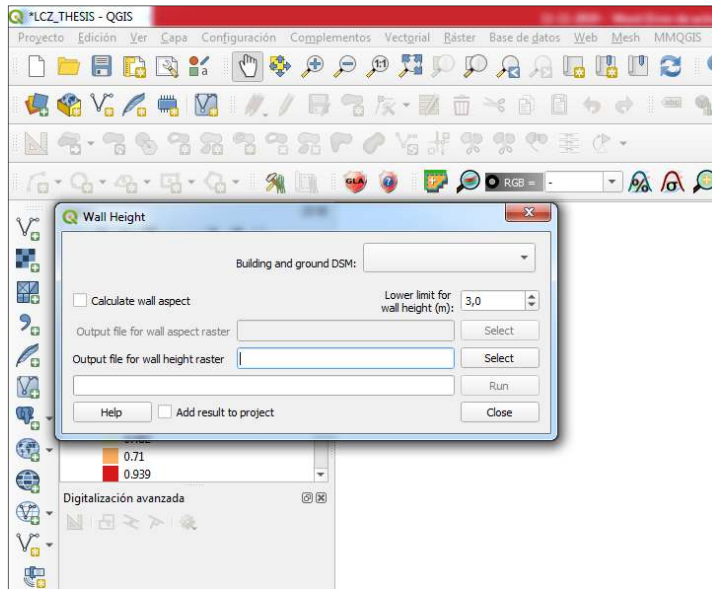 *LCZ_THESIS - QGIS
Proyecto Edición Ver Capa Configuración Complementos Vectorial Ráster Base de datos Web Mesh MMQGIS
1:1
GLA
RGB = -
Wall Height
Building and ground DSM:
Calculate wall aspect
Lower limit for
wall height (m): 3,0
Output file for wall aspect raster Select
Output file for wall height raster Select
Run
Help Add result to project Close
0.71
0.939
Digitalización avanzada